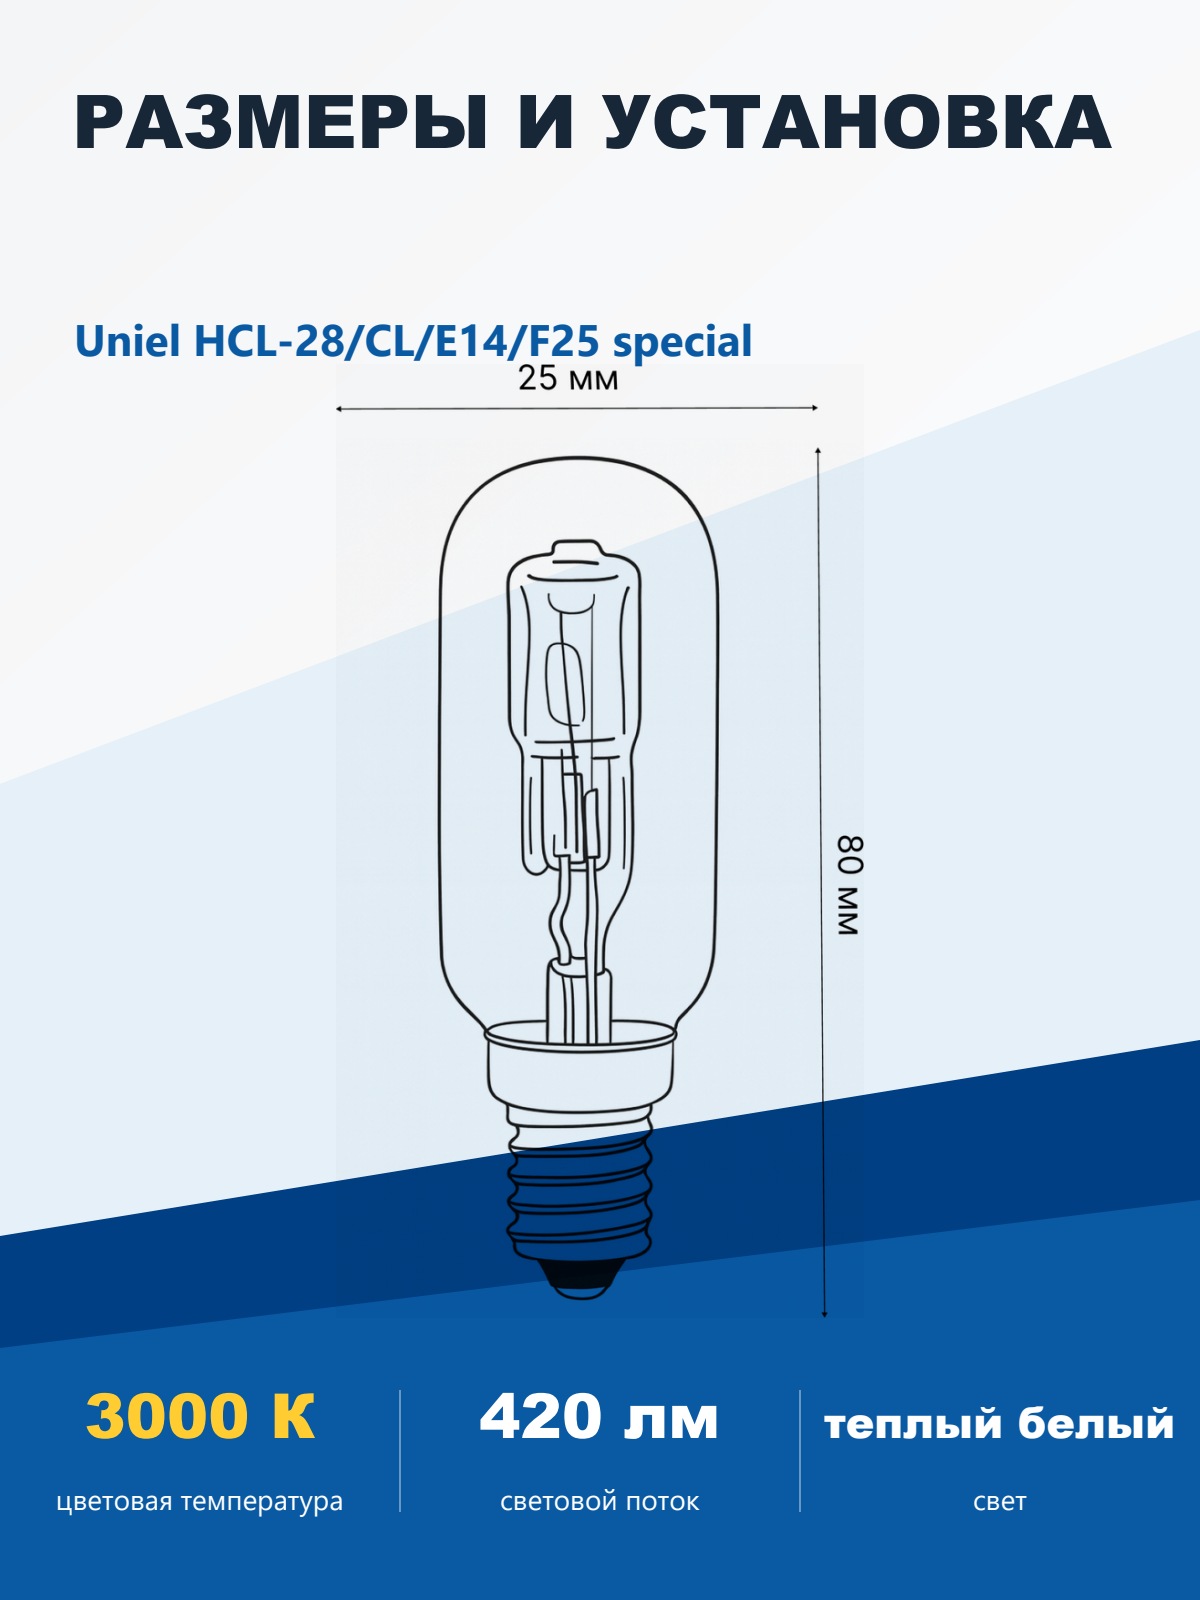 РАЗМЕРЫ И УСТАНОВКА
Uniel HCL-28/CL/E14/F25 special
25 мм
80 мм
3000 К
420 лм
теплый белый
цветовая температура
световой поток
свет